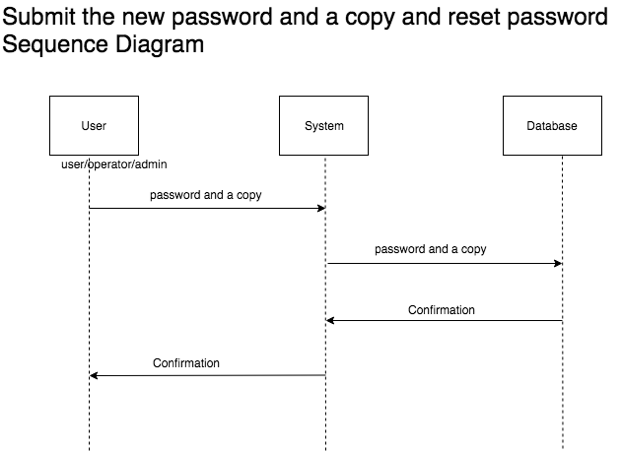 Submit the new password and a copy and reset password
Sequence Diagram
User
System
Database
user/operator/admin
password and a copy
password and a copy
Confirmation
Confirmation